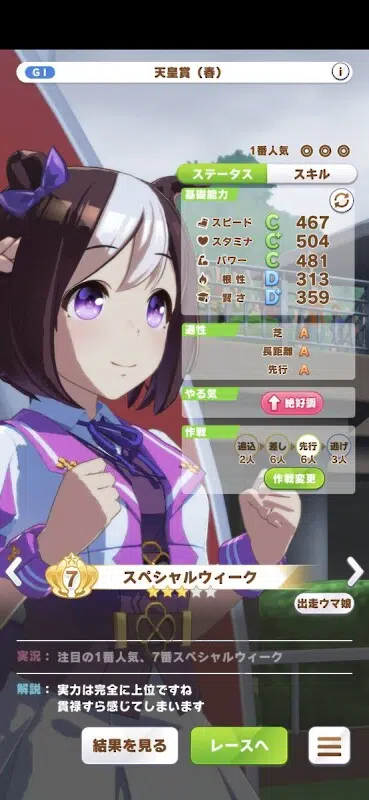 GI 天皇賞（春） i
1番人気 ◎ ◎ ◎
ステータス スキル
基礎能力
スピード C 467
スタミナ C+ 504
パワー C 481
根性 D 313
賢さ D+ 359
適性
芝 A
長距離 A
先行 A
やる気
絶好調
作戦
追込 差し 先行 逃げ
2人 6人 6人 3人
作戦変更
7 スペシャルウィーク
出走ウマ娘
実況： 注目の1番人気、7番スペシャルウィーク
解説： 実力は完全に上位ですね
貫禄すら感じてしまいます
結果を見る レースへ